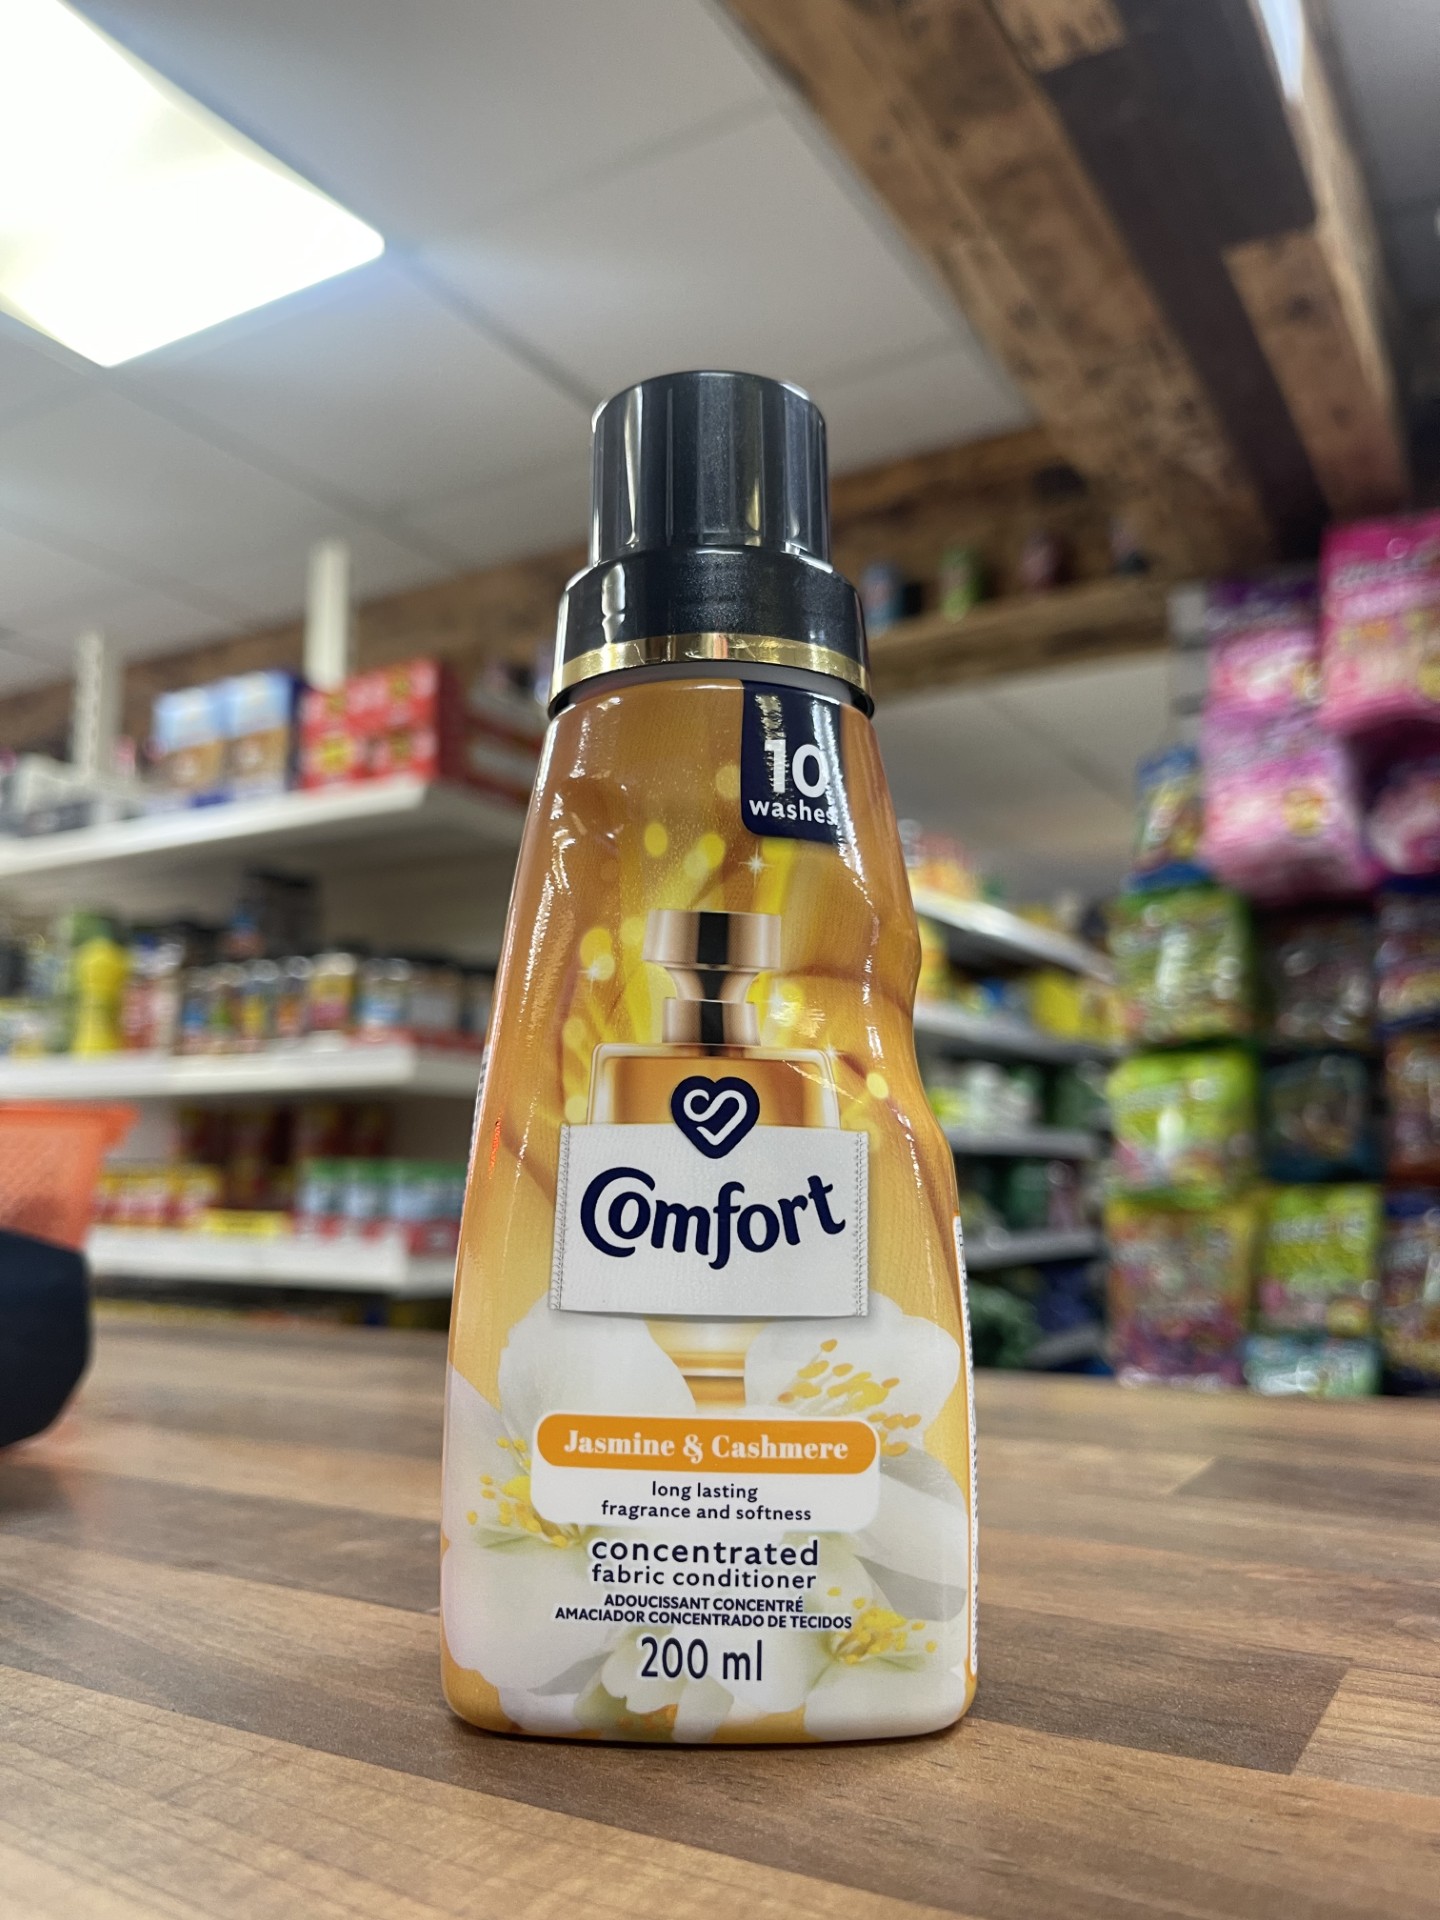 10
washes
Comfort
Jasmine & Cashmere
long lasting
fragrance and softness
concentrated
fabric conditioner
ADOUCISSANT CONCENTRÉ
AMACIADOR CONCENTRADO DE TECIDOS
200 ml